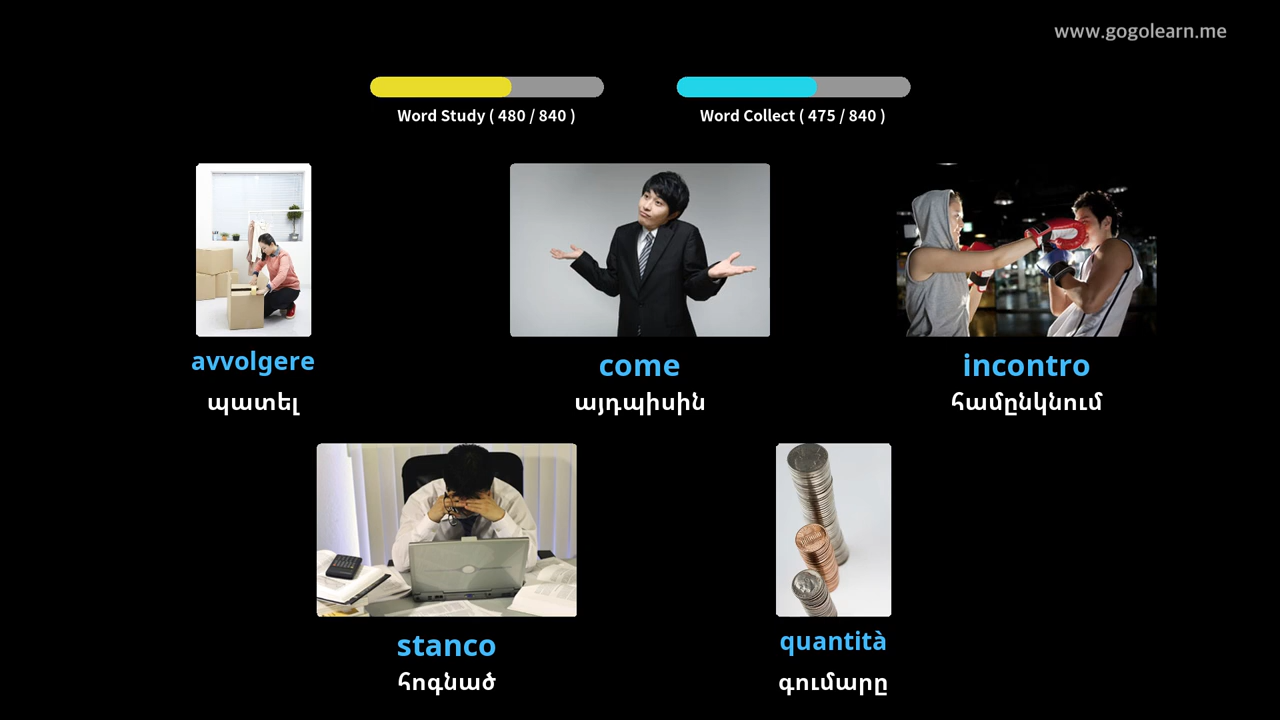 www.gogolearn.me
Word Study ( 480 / 840 )
Word Collect ( 475 / 840 )
avvolgere
պատել
come
այդպիսին
incontro
համընկնում
stanco
հոգնած
quantità
գումարը